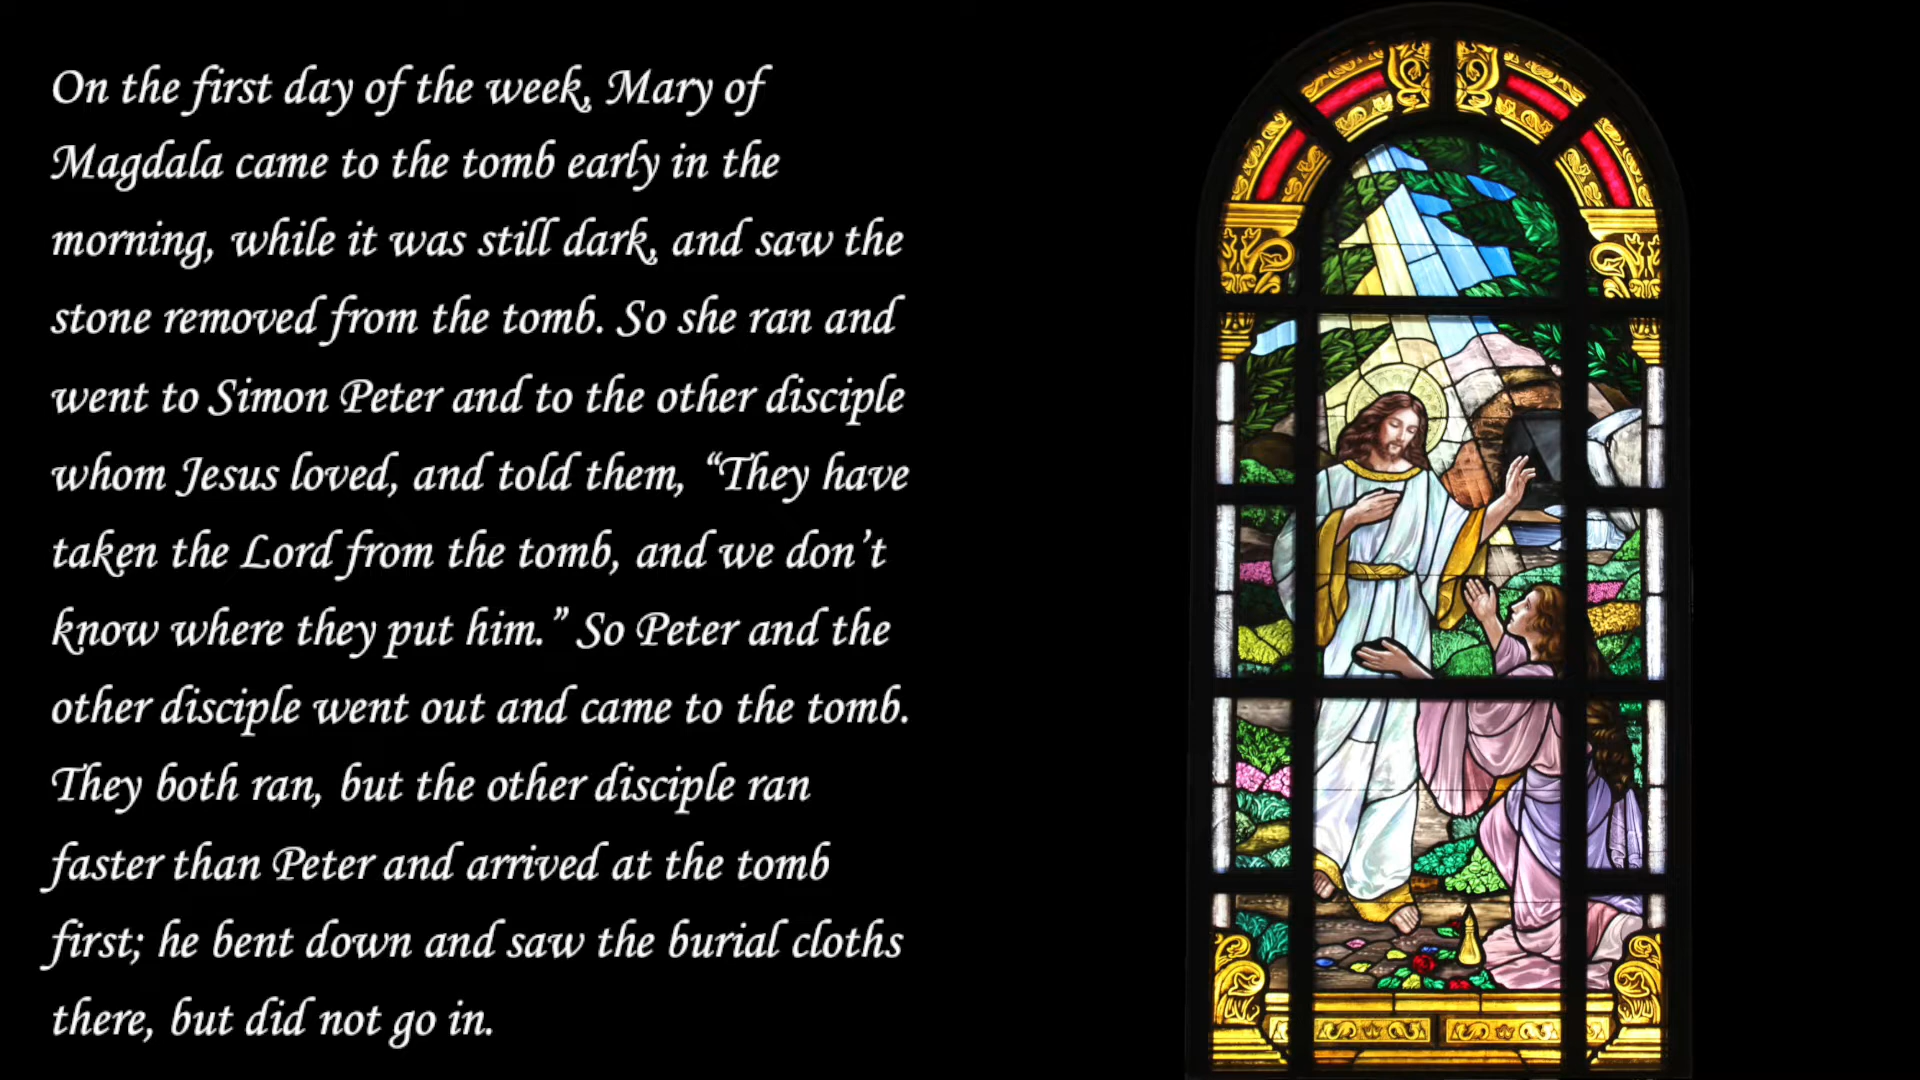 On the first day of the week, Mary of
Magdala came to the tomb early in the
morning, while it was still dark, and saw the
stone removed from the tomb. So she ran and
went to Simon Peter and to the other disciple
whom Jesus loved, and told them, “They have
taken the Lord from the tomb, and we don’t
know where they put him.” So Peter and the
other disciple went out and came to the tomb.
They both ran, but the other disciple ran
faster than Peter and arrived at the tomb
first; he bent down and saw the burial cloths
there, but did not go in.